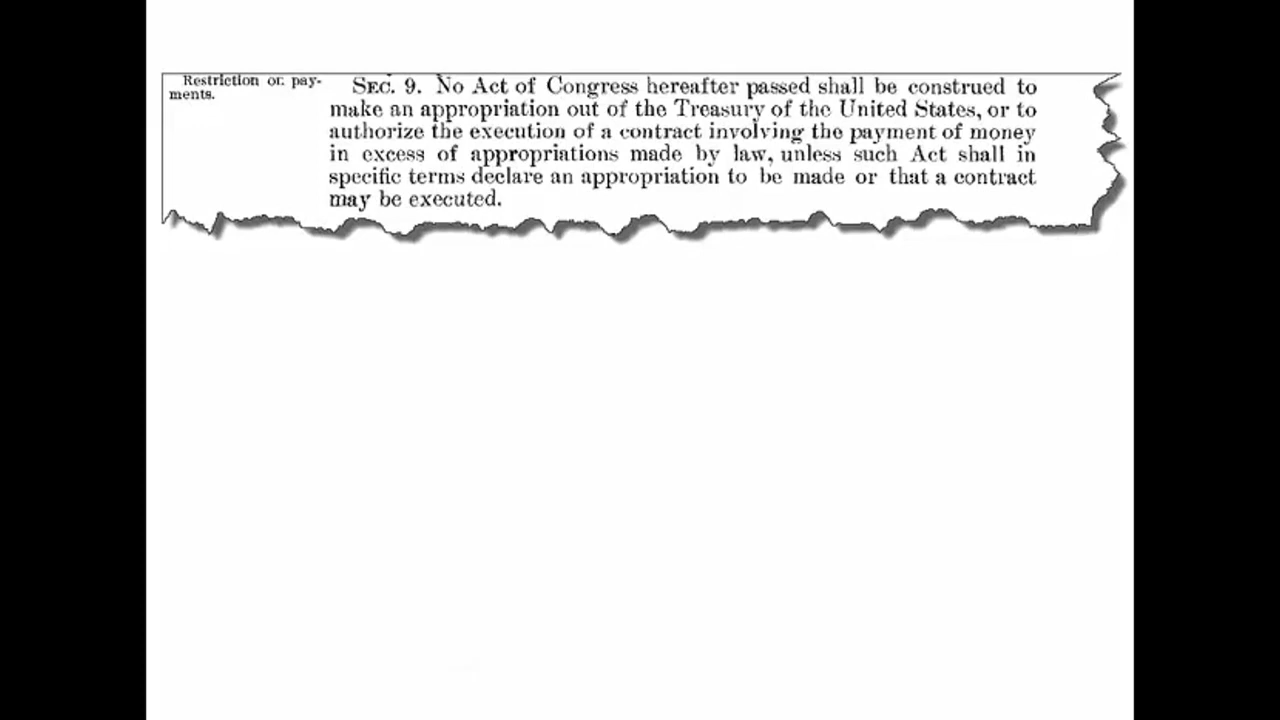 Restriction on pay-
ments.
SEC. 9. No Act of Congress hereafter passed shall be construed to
make an appropriation out of the Treasury of the United States, or to
authorize the execution of a contract involving the payment of money
in excess of appropriations made by law, unless such Act shall in
specific terms declare an appropriation to be made or that a contract
may be executed.